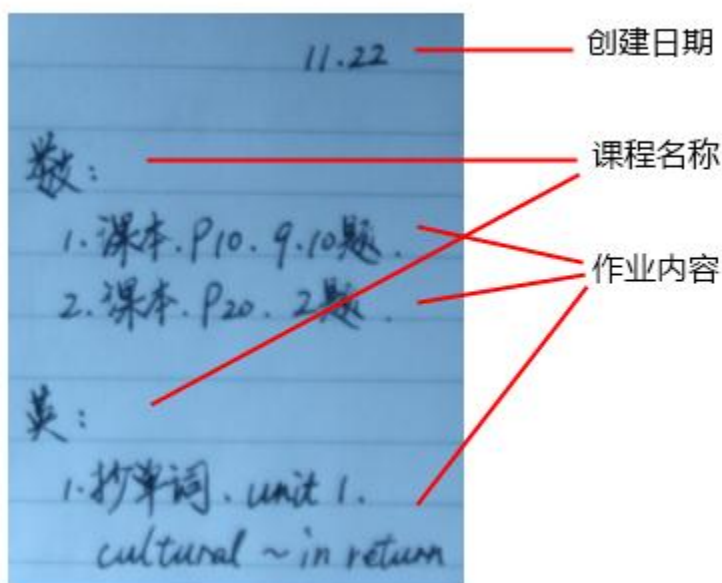 11.22
创建日期
数:
课程名称
1.课本.P10.9.10题.
作业内容
2.课本.P20.2题.
英:
1.抄单词.unit 1.
cultural ~ in return